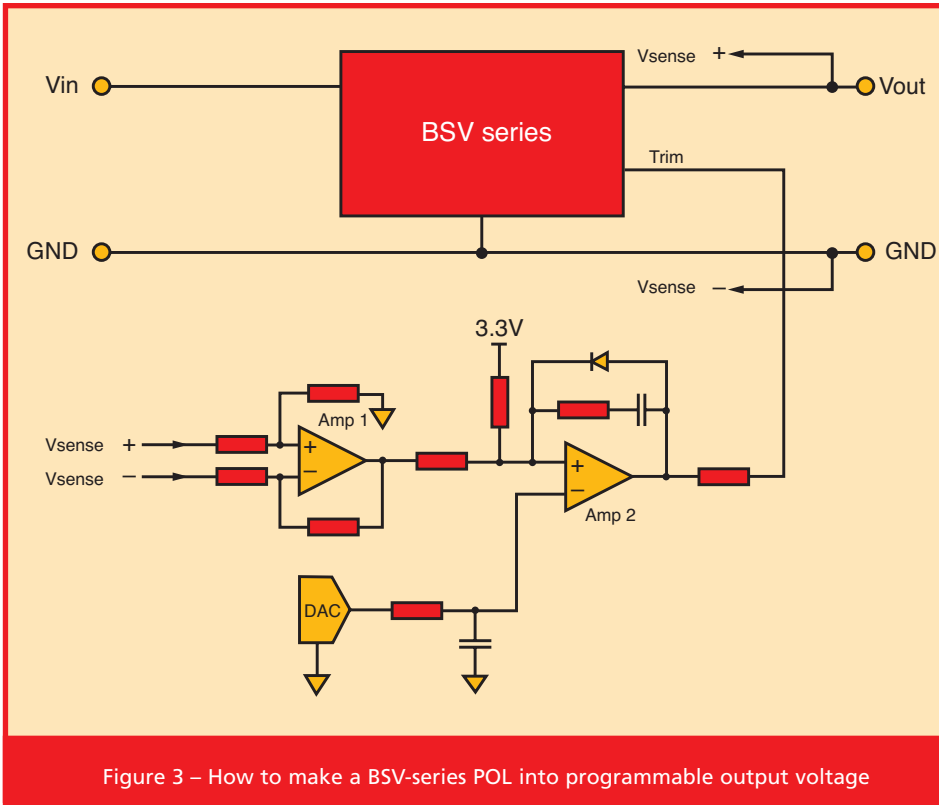 Vsense +
Vin
Vout
BSV series
Trim
GND
GND
Vsense −
3.3V
Amp 1
Vsense +
+
−
Vsense −
+
−
Amp 2
DAC
Figure 3 – How to make a BSV-series POL into programmable output voltage